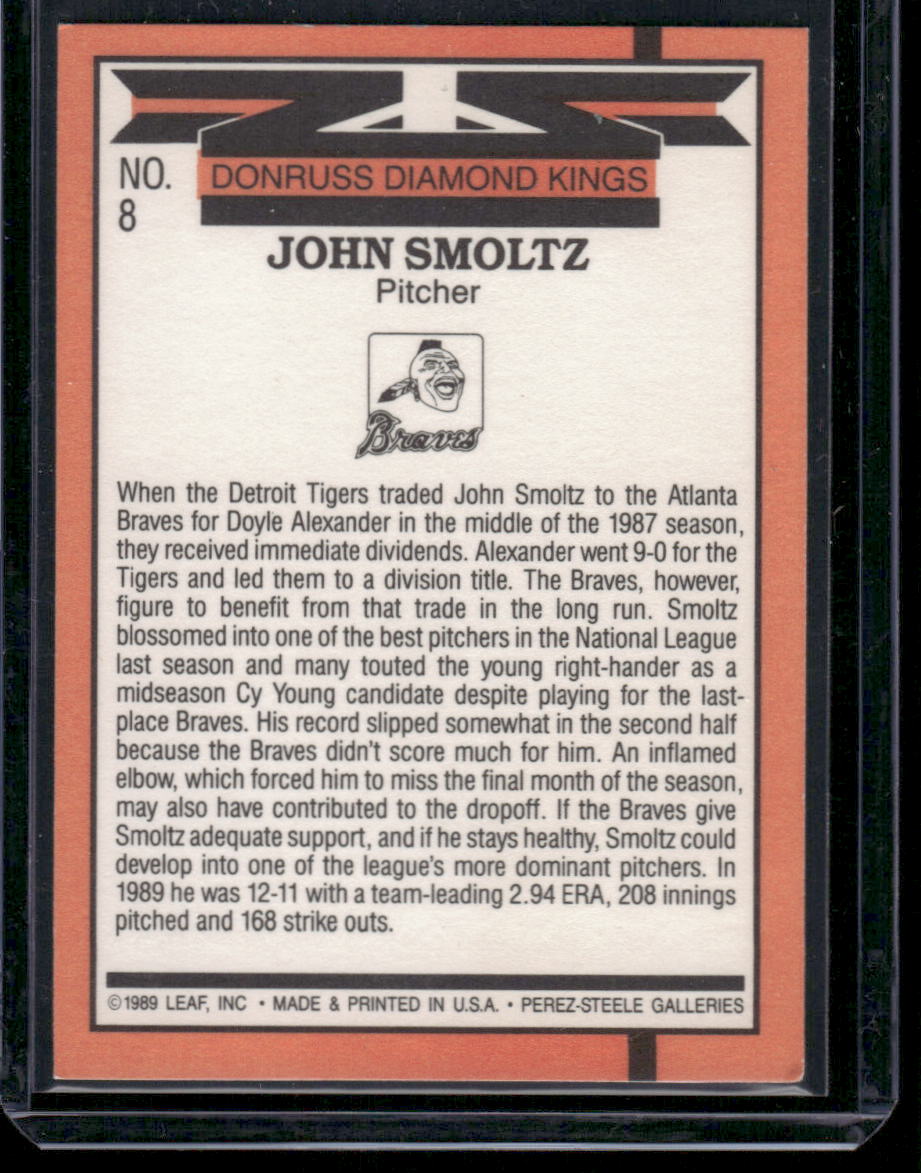 NO.
8
DONRUSS DIAMOND KINGS
JOHN SMOLTZ
Pitcher
Braves
When the Detroit Tigers traded John Smoltz to the Atlanta
Braves for Doyle Alexander in the middle of the 1987 season,
they received immediate dividends. Alexander went 9-0 for the
Tigers and led them to a division title. The Braves, however,
figure to benefit from that trade in the long run. Smoltz
blossomed into one of the best pitchers in the National League
last season and many touted the young right-hander as a
midseason Cy Young candidate despite playing for the last-
place Braves. His record slipped somewhat in the second half
because the Braves didn't score much for him. An inflamed
elbow, which forced him to miss the final month of the season,
may also have contributed to the dropoff. If the Braves give
Smoltz adequate support, and if he stays healthy, Smoltz could
develop into one of the league's more dominant pitchers. In
1989 he was 12-11 with a team-leading 2.94 ERA, 208 innings
pitched and 168 strike outs.
©1989 LEAF, INC • MADE & PRINTED IN U.S.A. • PEREZ-STEELE GALLERIES